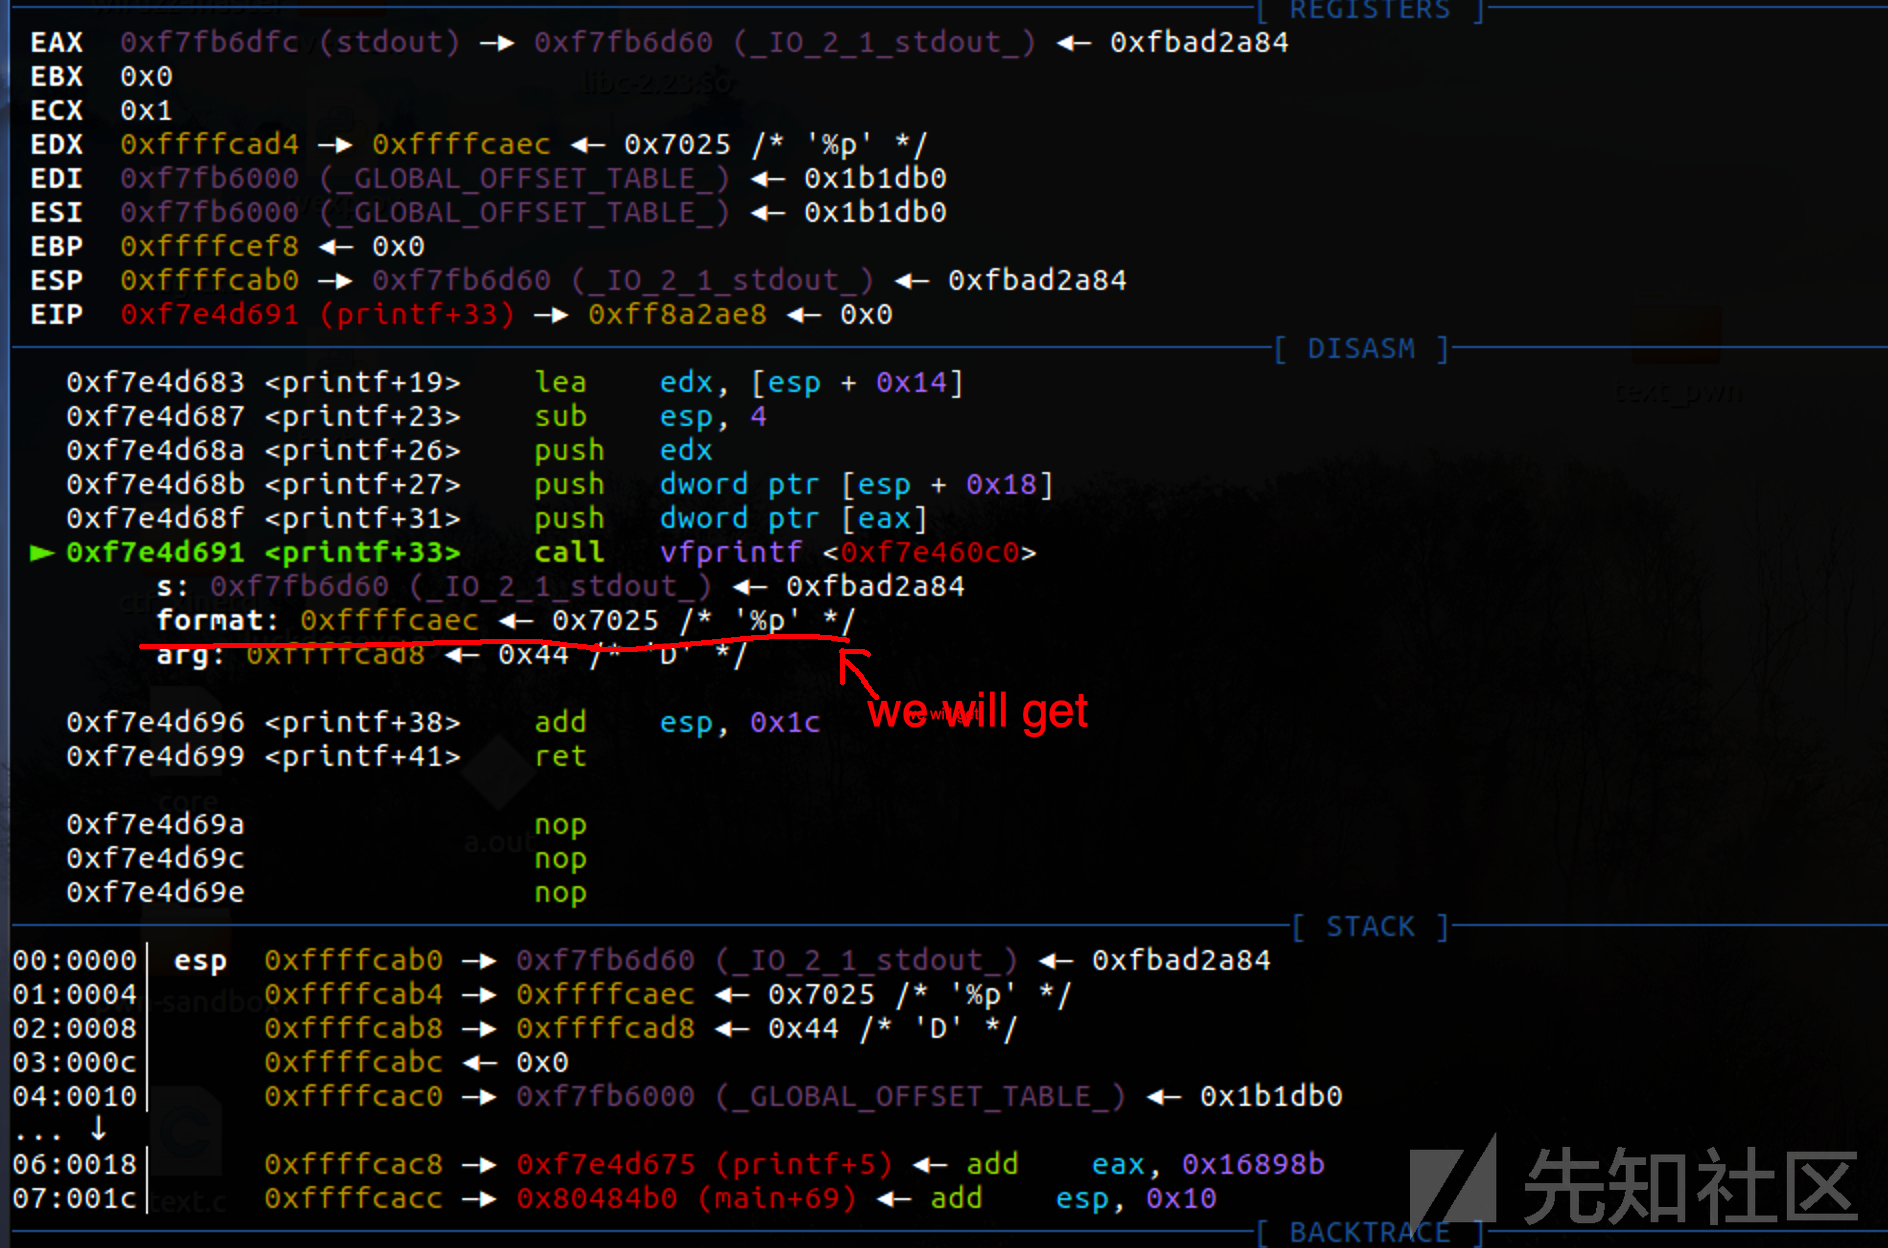 [ REGISTERS ]
EAX 0xf7fb6dfc (stdout) —▸ 0xf7fb6d60 (_IO_2_1_stdout_) ◂— 0xfbad2a84
EBX 0x0
ECX 0x1
EDX 0xffffcad4 —▸ 0xffffcaec ◂— 0x7025 /* '%p' */
EDI 0xf7fb6000 (_GLOBAL_OFFSET_TABLE_) ◂— 0x1b1db0
ESI 0xf7fb6000 (_GLOBAL_OFFSET_TABLE_) ◂— 0x1b1db0
EBP 0xffffcef8 ◂— 0x0
ESP 0xffffcab0 —▸ 0xf7fb6d60 (_IO_2_1_stdout_) ◂— 0xfbad2a84
EIP 0xf7e4d691 (printf+33) —▸ 0xff8a2ae8 ◂— 0x0
[ DISASM ]
0xf7e4d683 <printf+19> lea edx, [esp + 0x14]
0xf7e4d687 <printf+23> sub esp, 4
0xf7e4d68a <printf+26> push edx
0xf7e4d68b <printf+27> push dword ptr [esp + 0x18]
0xf7e4d68f <printf+31> push dword ptr [eax]
► 0xf7e4d691 <printf+33> call vfprintf <0xf7e460c0>
s: 0xf7fb6d60 (_IO_2_1_stdout_) ◂— 0xfbad2a84
format: 0xffffcaec ◂— 0x7025 /* '%p' */
arg: 0xffffcad8 ◂— 0x44 /* 'D' */
we will get
0xf7e4d696 <printf+38> add esp, 0x1c
0xf7e4d699 <printf+41> ret
0xf7e4d69a nop
0xf7e4d69c nop
0xf7e4d69e nop
[ STACK ]
00:0000│ esp 0xffffcab0 —▸ 0xf7fb6d60 (_IO_2_1_stdout_) ◂— 0xfbad2a84
01:0004│ 0xffffcab4 —▸ 0xffffcaec ◂— 0x7025 /* '%p' */
02:0008│ 0xffffcab8 —▸ 0xffffcad8 ◂— 0x44 /* 'D' */
03:000c│ 0xffffcabc ◂— 0x0
04:0010│ 0xffffcac0 —▸ 0xf7fb6000 (_GLOBAL_OFFSET_TABLE_) ◂— 0x1b1db0
... ↓
06:0018│ 0xffffcac8 —▸ 0xf7e4d675 (printf+5) ◂— add eax, 0x16898b
07:001c│ 0xffffcacc —▸ 0x80484b0 (main+69) ◂— add esp, 0x10
[ BACKTRACE ]
先知社区
libc-2.23.so
text_pwn
core
a.out
text.c